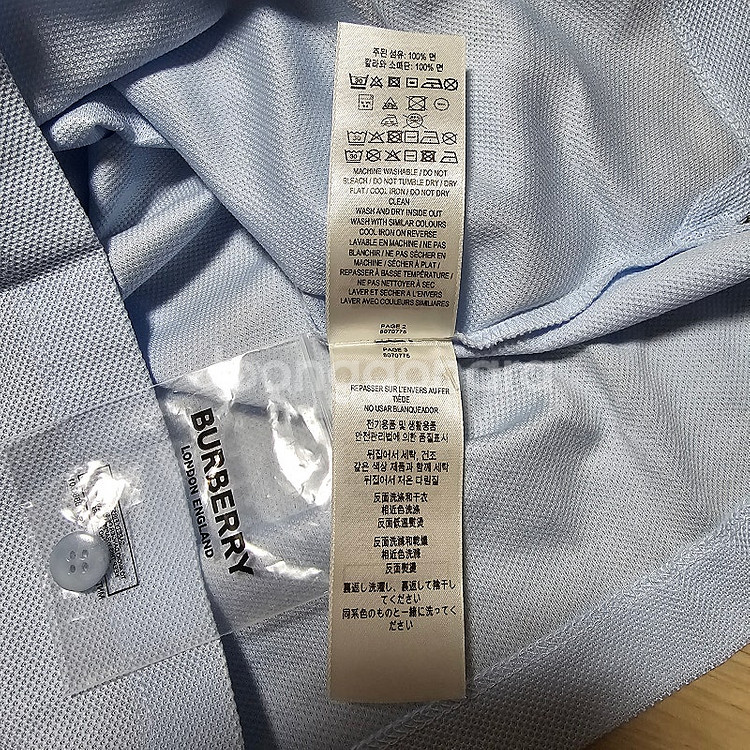 주된 섬유: 100% 면
칼라와 소매단: 100% 면
MACHINE WASHABLE / DO NOT
BLEACH / DO NOT TUMBLE DRY / DRY
FLAT / COOL IRON / DO NOT DRY
CLEAN
WASH AND DRY INSIDE OUT
WASH WITH SIMILAR COLOURS
COOL IRON ON REVERSE
LAVABLE EN MACHINE / NE PAS
BLANCHIR / NE PAS SÉCHER EN
MACHINE / SÉCHER À PLAT /
REPASSER À BASSE TEMPÉRATURE /
NE PAS NETTOYER À SEC
LAVER ET SECHER A L'ENVERS
LAVER AVEC COULEURS SIMILIARES
PAGE 2
8070775
PAGE 3
8070775
REPASSER SUR L'ENVERS AU FER
TIÈDE
NO USAR BLANQUEADOR
전기용품 및 생활용품
안전관리법에 의한 품질표시
뒤집어서 세탁, 건조
같은 색상 제품과 함께 세탁
뒤집어서 저온 다림질
反面洗涤和干衣
相近色洗涤
反面低温熨烫
反面洗滌和乾燥
相近色洗滌
反面熨燙
裏返し洗濯し、裏返して陰干し
てください
同系色のものと一緒に洗ってく
ださい
BURBERRY
LONDON ENGLAND